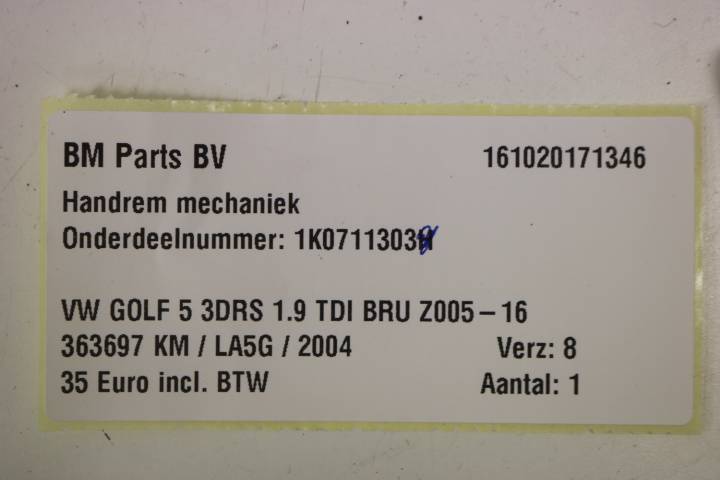 BM Parts BV 161020171346
Handrem mechaniek
Onderdeelnummer: 1K0711303
VW GOLF 5 3DRS 1.9 TDI BRU Z005-16
363697 KM / LA5G / 2004 Verz: 8
35 Euro incl. BTW Aantal: 1